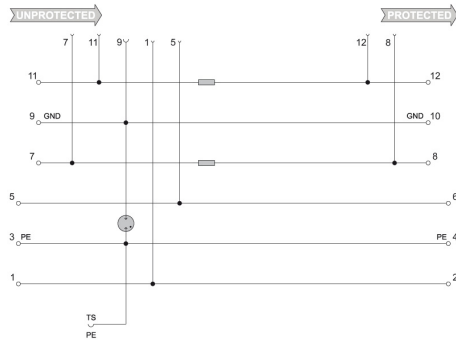 UNPROTECTED PROTECTED
7 11 9 1 5 12 8
11 12
9 GND GND 10
7 8
5 6
3 PE PE 4
1 2
TS
PE